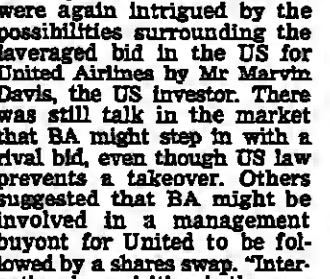 were again intrigued by the
possibilities surrounding the
laveraged bid in the US for
United Airlines by Mr Marvin
Davis, the US investor. There
was still talk in the market
that BA might step in with a
rival bid, even though US law
prevents a takeover. Others
suggested that BA might be
involved in a management
buyont for United to be fol-
lowed by a shares swap. "Inter-